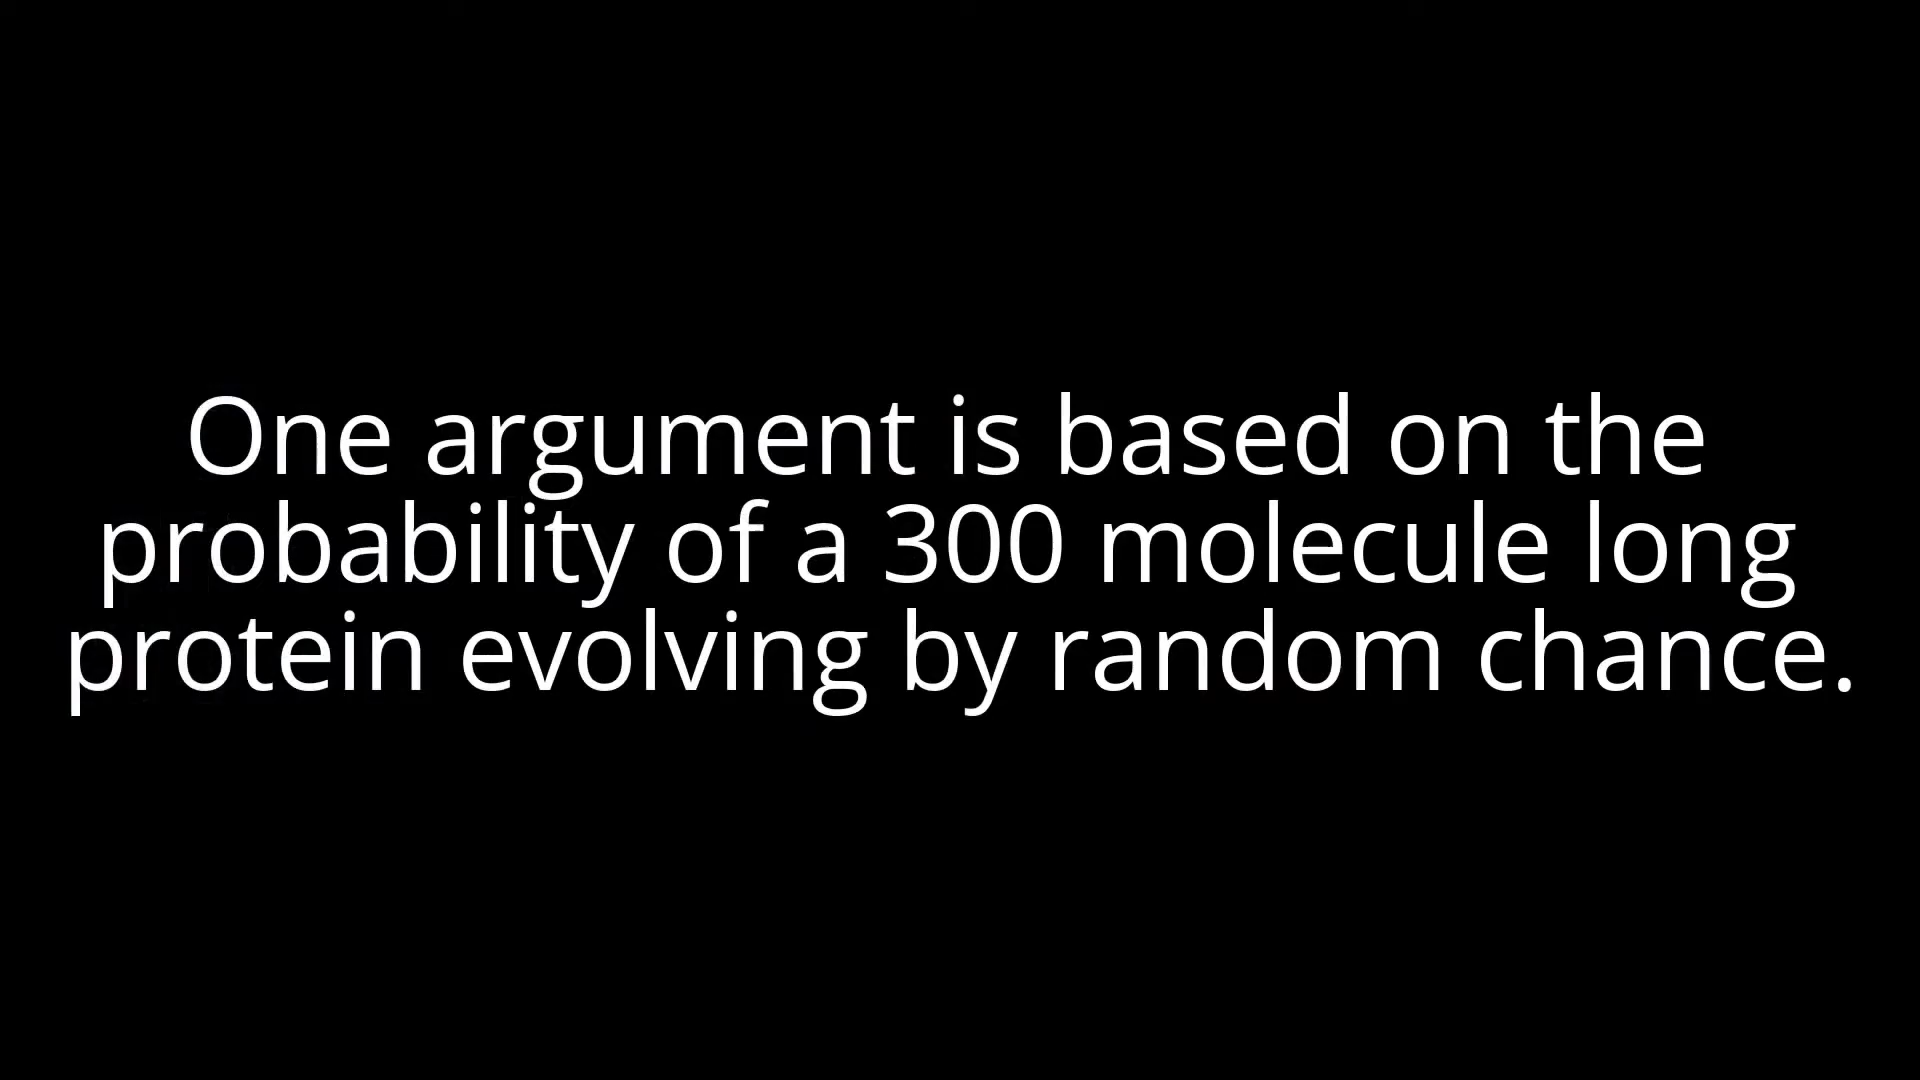 One argument is based on the
probability of a 300 molecule long
protein evolving by random chance.